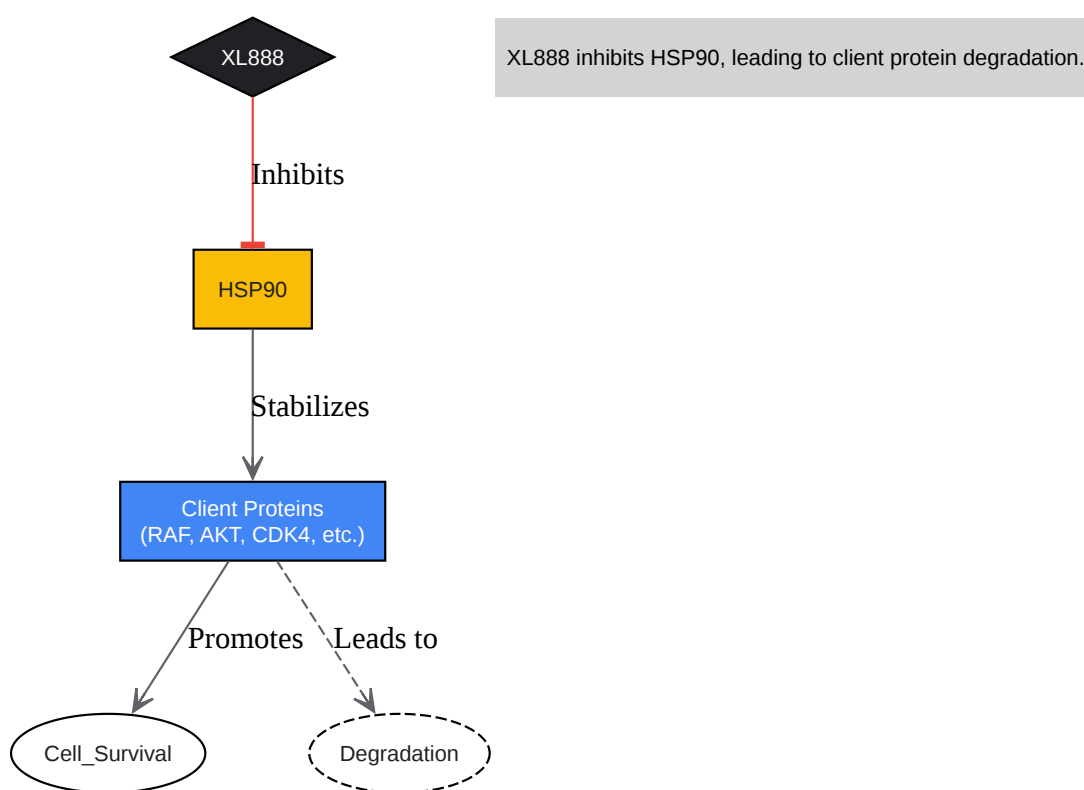 XL888
XL888 inhibits HSP90, leading to client protein degradation.
Inhibits
HSP90
Stabilizes
Client Proteins
(RAF, AKT, CDK4, etc.)
Promotes
Leads to
Cell_Survival
Degradation